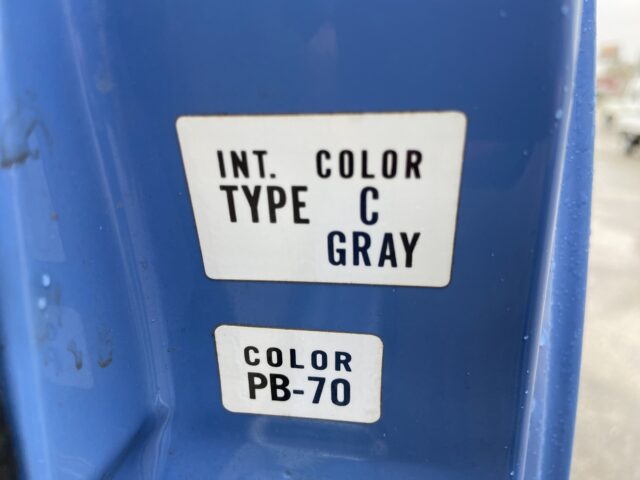 INT. COLOR
TYPE C
GRAY
COLOR
PB-70